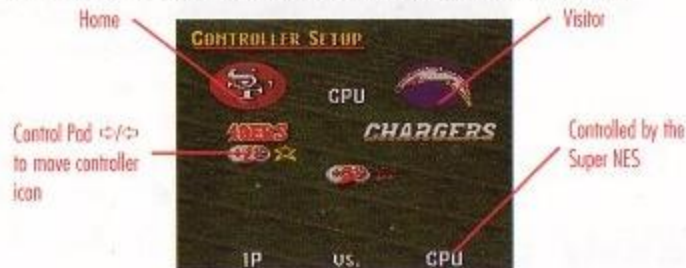 Home
Visitor
CONTROLLER SETUP
SF
CPU
49ERS
CHARGERS
Control Pad ⇦/⇨
to move controller
icon
Controlled by the
Super NES
1P VS. CPU